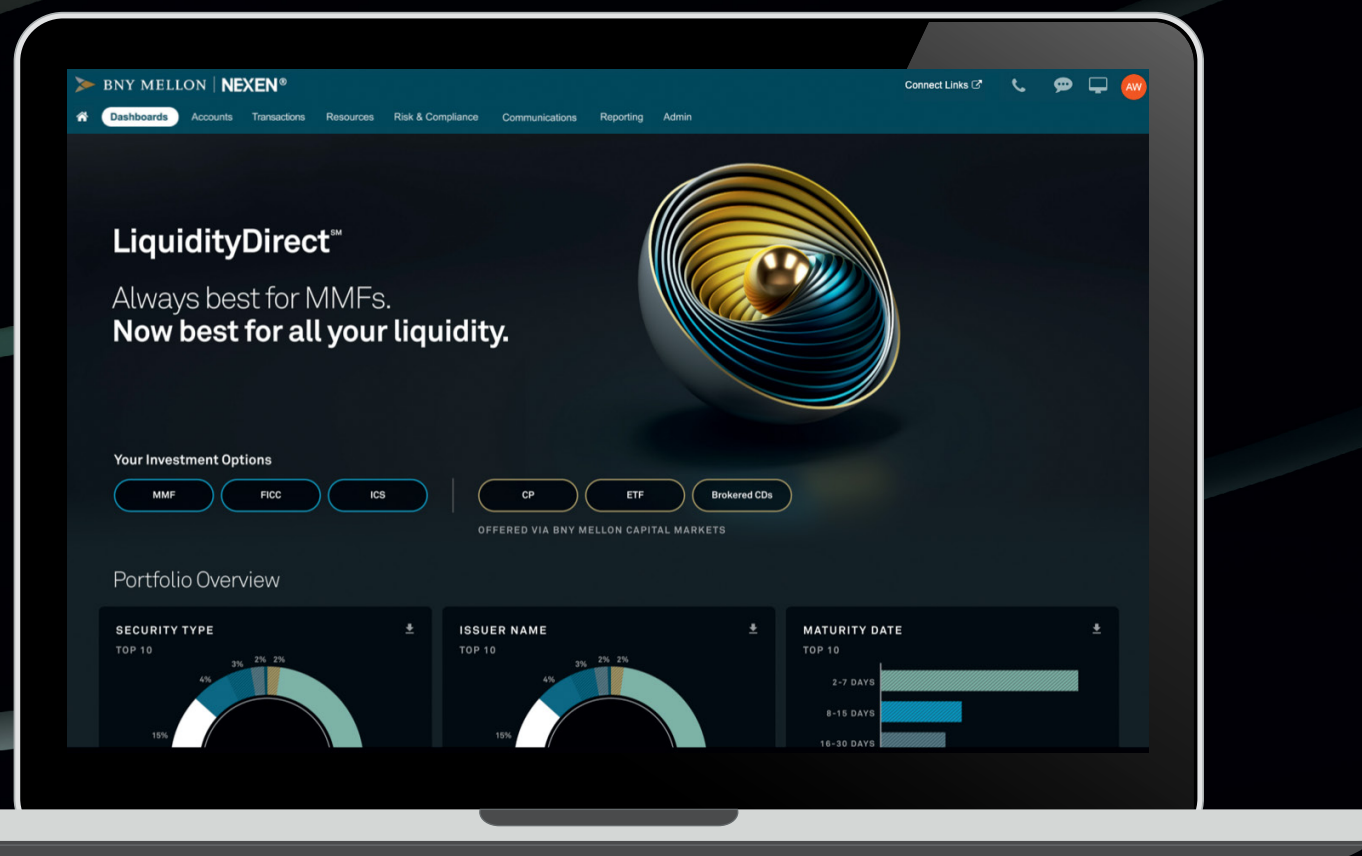 BNY MELLON | NEXEN®
Connect Links
AW
Dashboards Accounts Transactions Resources Risk & Compliance Communications Reporting Admin
LiquidityDirect℠
Always best for MMFs.
Now best for all your liquidity.
Your Investment Options
MMF FICC ICS CP ETF Brokered CDs
OFFERED VIA BNY MELLON CAPITAL MARKETS
Portfolio Overview
SECURITY TYPE
TOP 10
2% 2%
3%
4%
15%
ISSUER NAME
TOP 10
2% 2%
3%
4%
15%
MATURITY DATE
TOP 10
2-7 DAYS
8-15 DAYS
16-30 DAYS